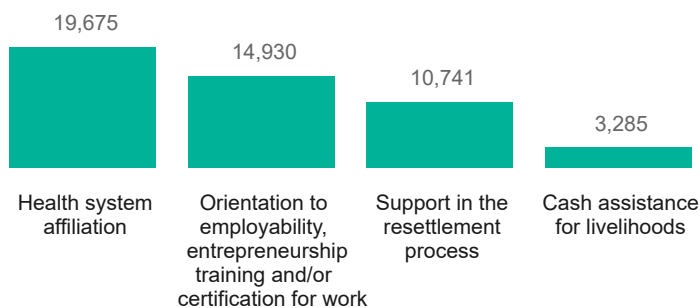 19,675
14,930
10,741
3,285
Health system
affiliation
Orientation to
employability,
entrepreneurship
training and/or
certification for work
Support in the
resettlement
process
Cash assistance
for livelihoods